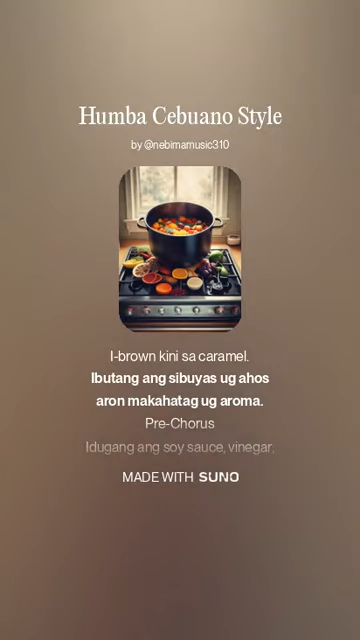 Humba Cebuano Style
by @nebimamusic310
I-brown kini sa caramel.
Ibutang ang sibuyas ug ahos
aron makahatag ug aroma.
Pre-Chorus
Idugang ang soy sauce, vinegar,
MADE WITH SUNO